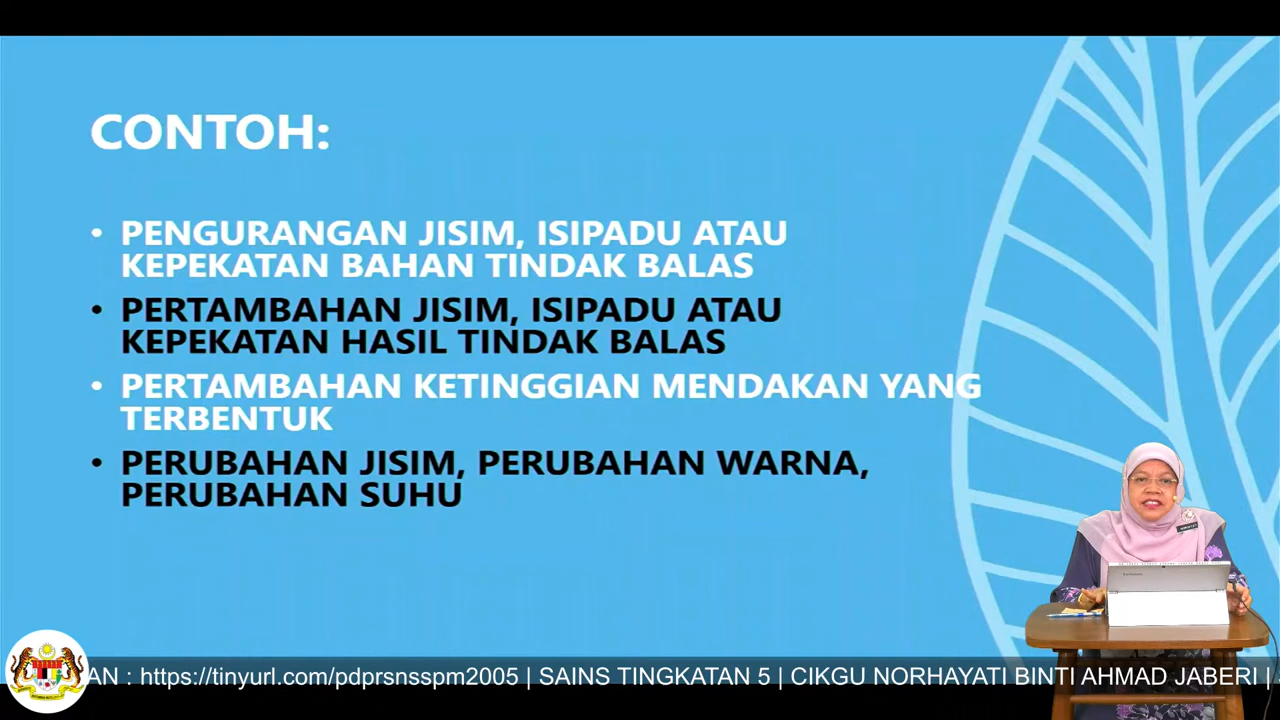 CONTOH:
• PENGURANGAN JISIM, ISIPADU ATAU
KEPEKATAN BAHAN TINDAK BALAS
• PERTAMBAHAN JISIM, ISIPADU ATAU
KEPEKATAN HASIL TINDAK BALAS
• PERTAMBAHAN KETINGGIAN MENDAKAN YANG
TERBENTUK
• PERUBAHAN JISIM, PERUBAHAN WARNA,
PERUBAHAN SUHU
AN : https://tinyurl.com/pdprsnsspm2005 | SAINS TINGKATAN 5 | CIKGU NORHAYATI BINTI AHMAD JABERI |